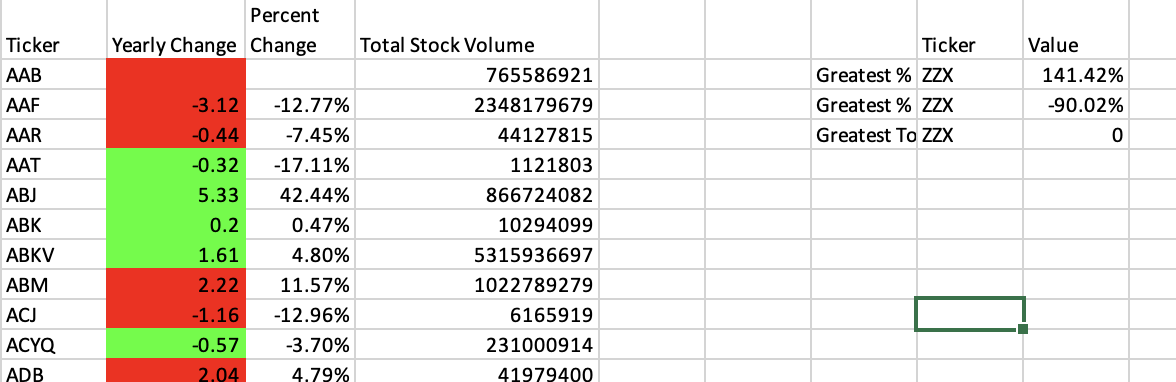 Percent
Ticker Yearly Change Change Total Stock Volume Ticker Value
AAB 765586921 Greatest % ZZX 141.42%
AAF -3.12 -12.77% 2348179679 Greatest % ZZX -90.02%
AAR -0.44 -7.45% 44127815 Greatest To ZZX 0
AAT -0.32 -17.11% 1121803
ABJ 5.33 42.44% 866724082
ABK 0.2 0.47% 10294099
ABKV 1.61 4.80% 5315936697
ABM 2.22 11.57% 1022789279
ACJ -1.16 -12.96% 6165919
ACYQ -0.57 -3.70% 231000914
ADB 2.04 4.79% 41979400